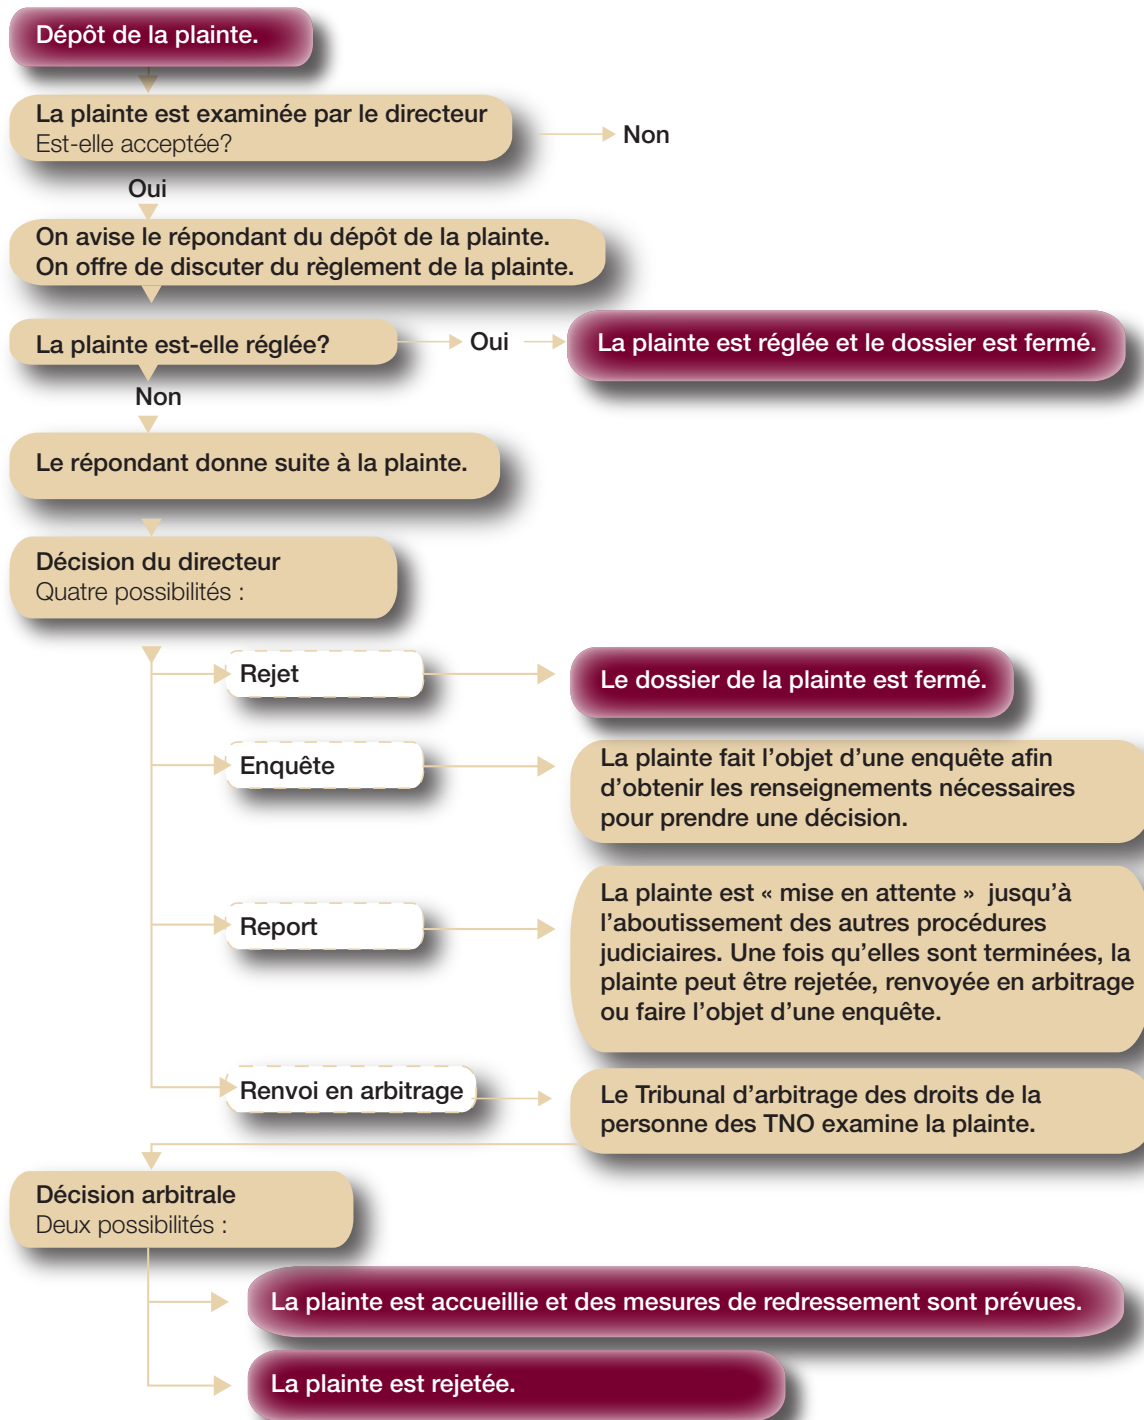 Dépôt de la plainte.
La plainte est examinée par le directeur
Est-elle acceptée?
Non
Oui
On avise le répondant du dépôt de la plainte.
On offre de discuter du règlement de la plainte.
La plainte est-elle réglée?
Oui
La plainte est réglée et le dossier est fermé.
Non
Le répondant donne suite à la plainte.
Décision du directeur
Quatre possibilités :
Rejet
Le dossier de la plainte est fermé.
Enquête
La plainte fait l’objet d’une enquête afin
d’obtenir les renseignements nécessaires
pour prendre une décision.
Report
La plainte est « mise en attente » jusqu’à
l’aboutissement des autres procédures
judiciaires. Une fois qu’elles sont terminées, la
plainte peut être rejetée, renvoyée en arbitrage
ou faire l’objet d’une enquête.
Renvoi en arbitrage
Le Tribunal d’arbitrage des droits de la
personne des TNO examine la plainte.
Décision arbitrale
Deux possibilités :
La plainte est accueillie et des mesures de redressement sont prévues.
La plainte est rejetée.